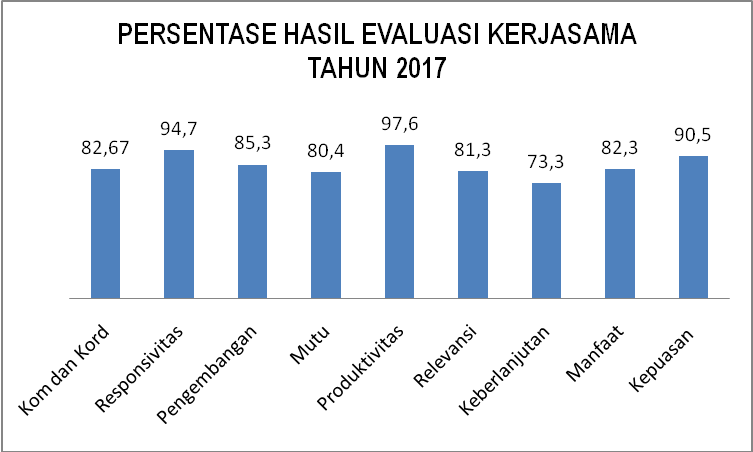 PERSENTASE HASIL EVALUASI KERJASAMA
TAHUN 2017
82,67
94,7
85,3
80,4
97,6
81,3
73,3
82,3
90,5
Kom dan Kord
Responsivitas
Pengembangan
Mutu
Produktivitas
Relevansi
Keberlanjutan
Manfaat
Kepuasan